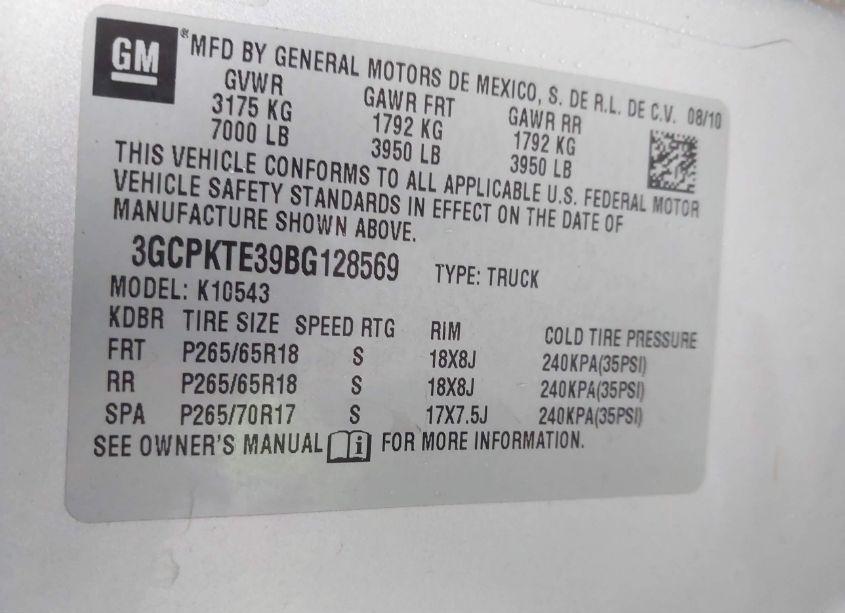 GM MFD BY GENERAL MOTORS DE MEXICO, S. DE R.L. DE C.V. 08/10
GVWR GAWR FRT GAWR RR
3175 KG 1792 KG 1792 KG
7000 LB 3950 LB 3950 LB
THIS VEHICLE CONFORMS TO ALL APPLICABLE U.S. FEDERAL MOTOR
VEHICLE SAFETY STANDARDS IN EFFECT ON THE DATE OF
MANUFACTURE SHOWN ABOVE.
3GCPKTE39BG128569 TYPE: TRUCK
MODEL: K10543
KDBR TIRE SIZE SPEED RTG RIM COLD TIRE PRESSURE
FRT P265/65R18 S 18X8J 240KPA(35PSI)
RR P265/65R18 S 18X8J 240KPA(35PSI)
SPA P265/70R17 S 17X7.5J 240KPA(35PSI)
SEE OWNER'S MANUAL i FOR MORE INFORMATION.